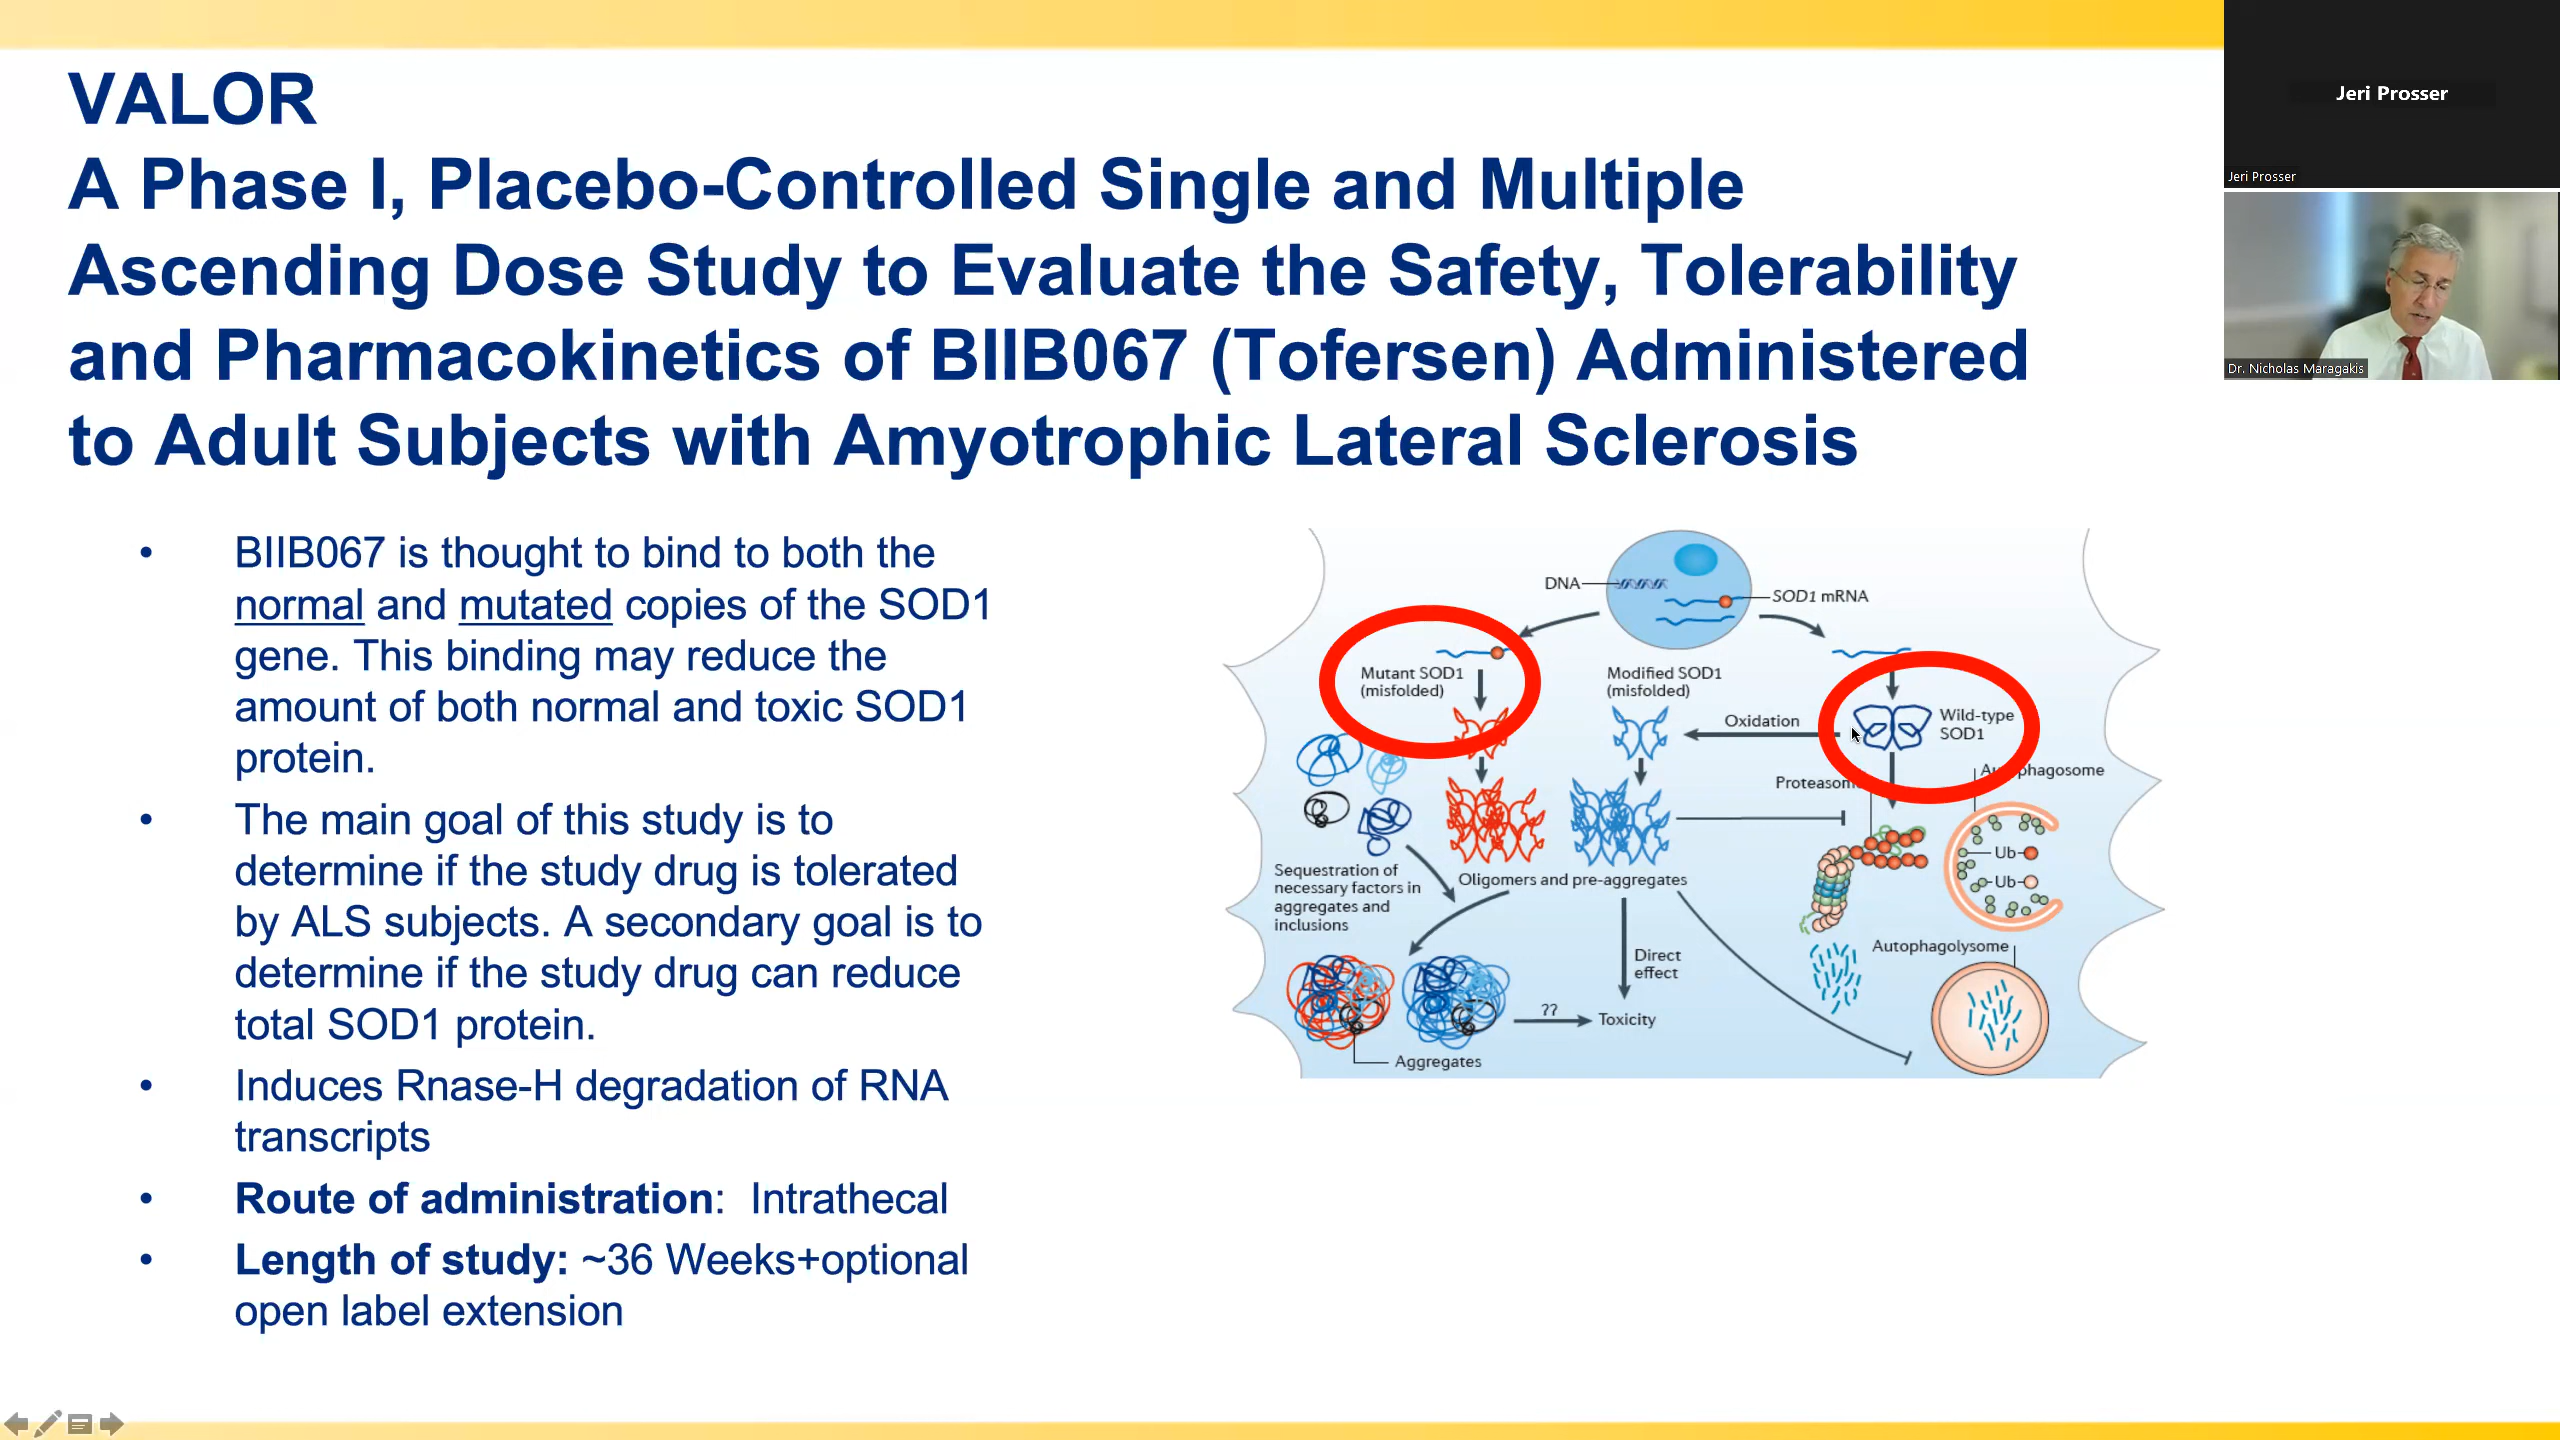 VALOR
A Phase I, Placebo-Controlled Single and Multiple
Ascending Dose Study to Evaluate the Safety, Tolerability
and Pharmacokinetics of BIIB067 (Tofersen) Administered
to Adult Subjects with Amyotrophic Lateral Sclerosis
• BIIB067 is thought to bind to both the
normal and mutated copies of the SOD1
gene. This binding may reduce the
amount of both normal and toxic SOD1
protein.
• The main goal of this study is to
determine if the study drug is tolerated
by ALS subjects. A secondary goal is to
determine if the study drug can reduce
total SOD1 protein.
• Induces Rnase-H degradation of RNA
transcripts
• Route of administration: Intrathecal
• Length of study: ~36 Weeks+optional
open label extension
DNA
SOD1 mRNA
Mutant SOD1
(misfolded)
Modified SOD1
(misfolded)
Oxidation
Wild-type
SOD1
Sequestration of
necessary factors in
aggregates and
inclusions
Oligomers and pre-aggregates
Ub
Ub
Direct
effect
Autophagolysome
??
Toxicity
Aggregates
Jeri Prosser
Jeri Prosser
Dr. Nicholas Maragakis